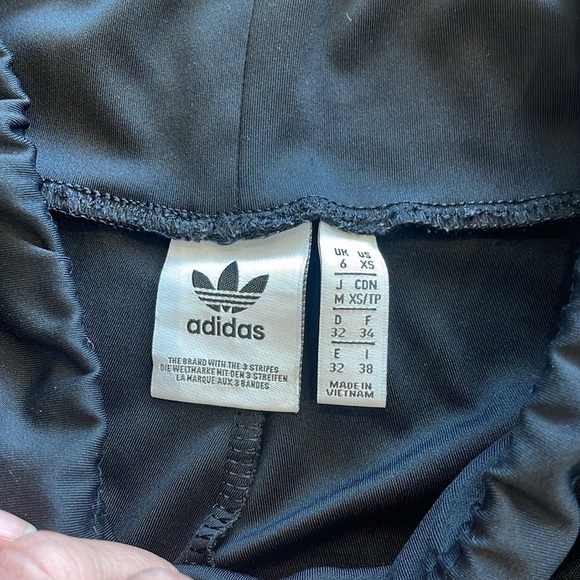 adidas
THE BRAND WITH THE 3 STRIPES
DIE WELTMARKE MIT DEN 3 STREIFEN
LA MARQUE AUX 3 BANDES
UK US
6 XS
J CDN
M XS/TP
D F
32 34
E I
32 38
MADE IN
VIETNAM